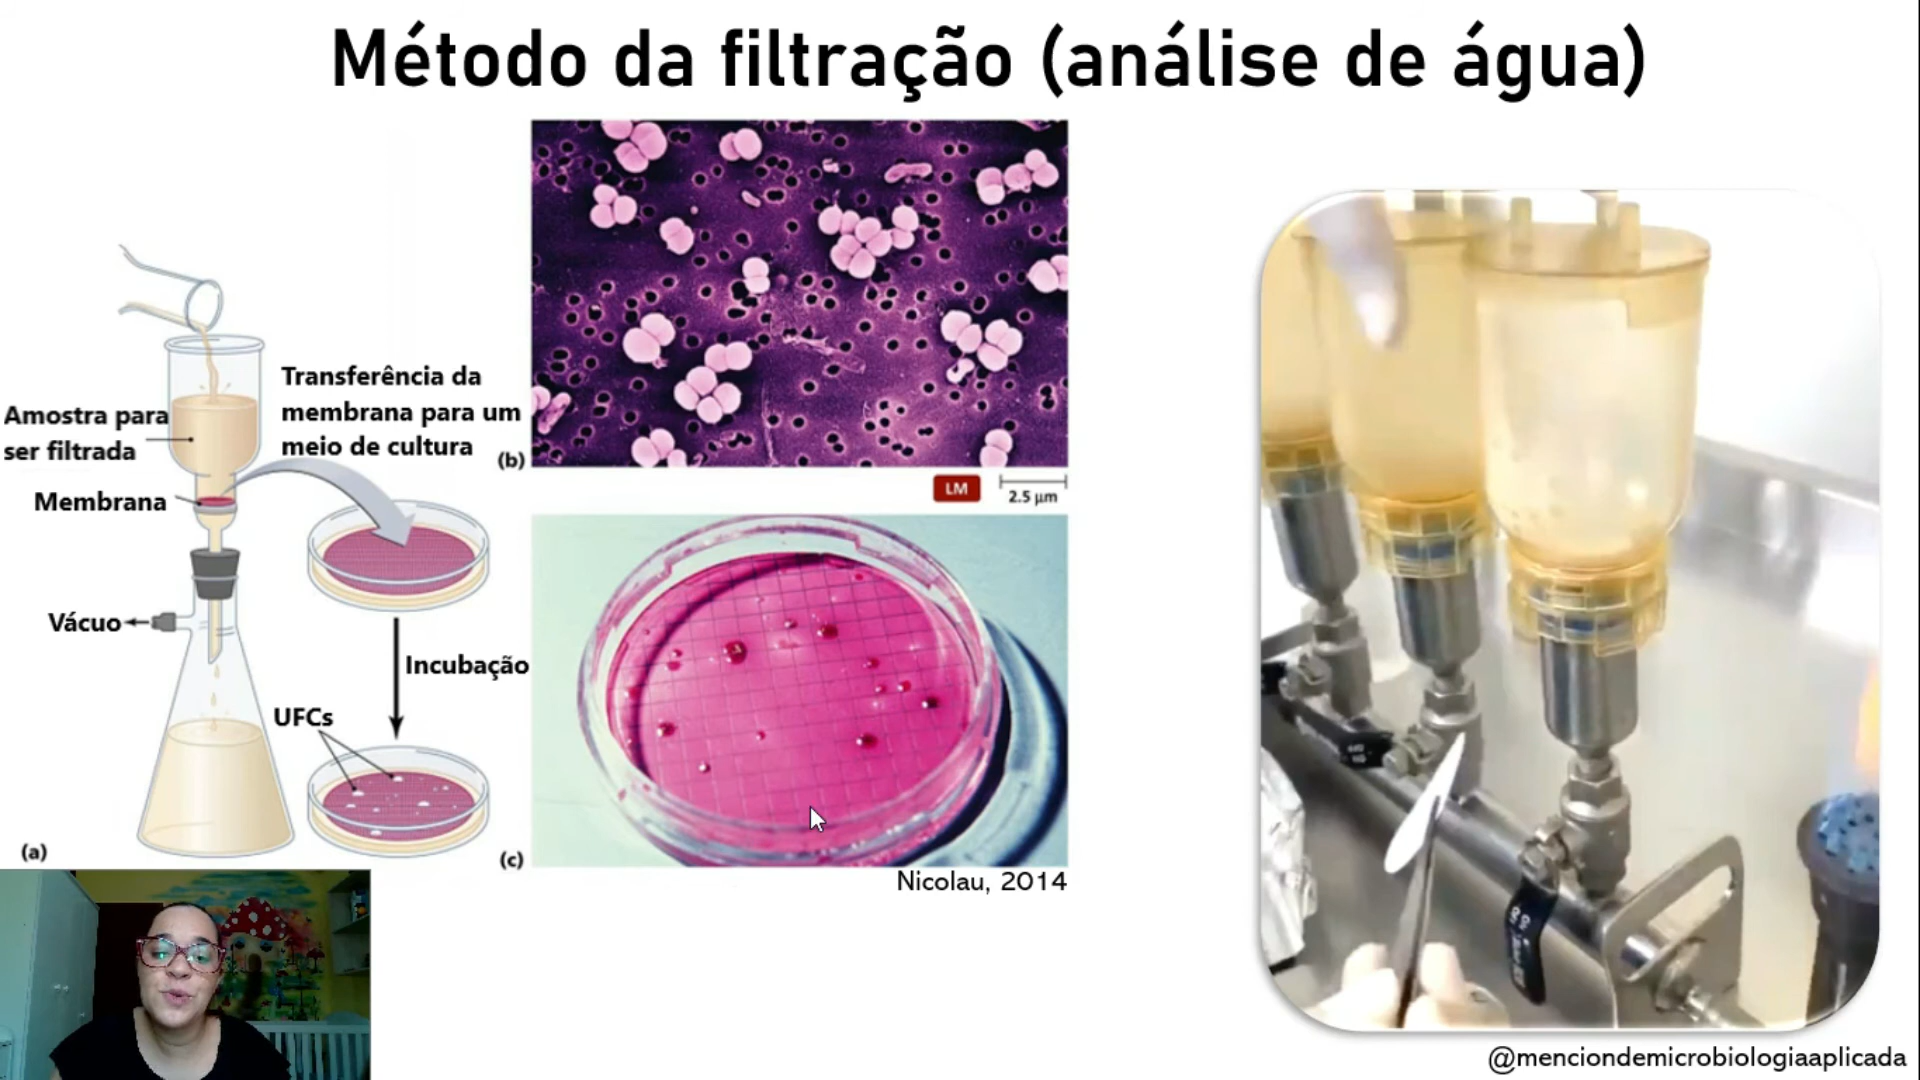 Método da filtração (análise de água)
Amostra para
ser filtrada
Transferência da
membrana para um
meio de cultura
Membrana
Vácuo
Incubação
UFCs
(a)
(b)
LM
2.5 µm
(c)
Nicolau, 2014
@menciondemicrobiologiaaplicada